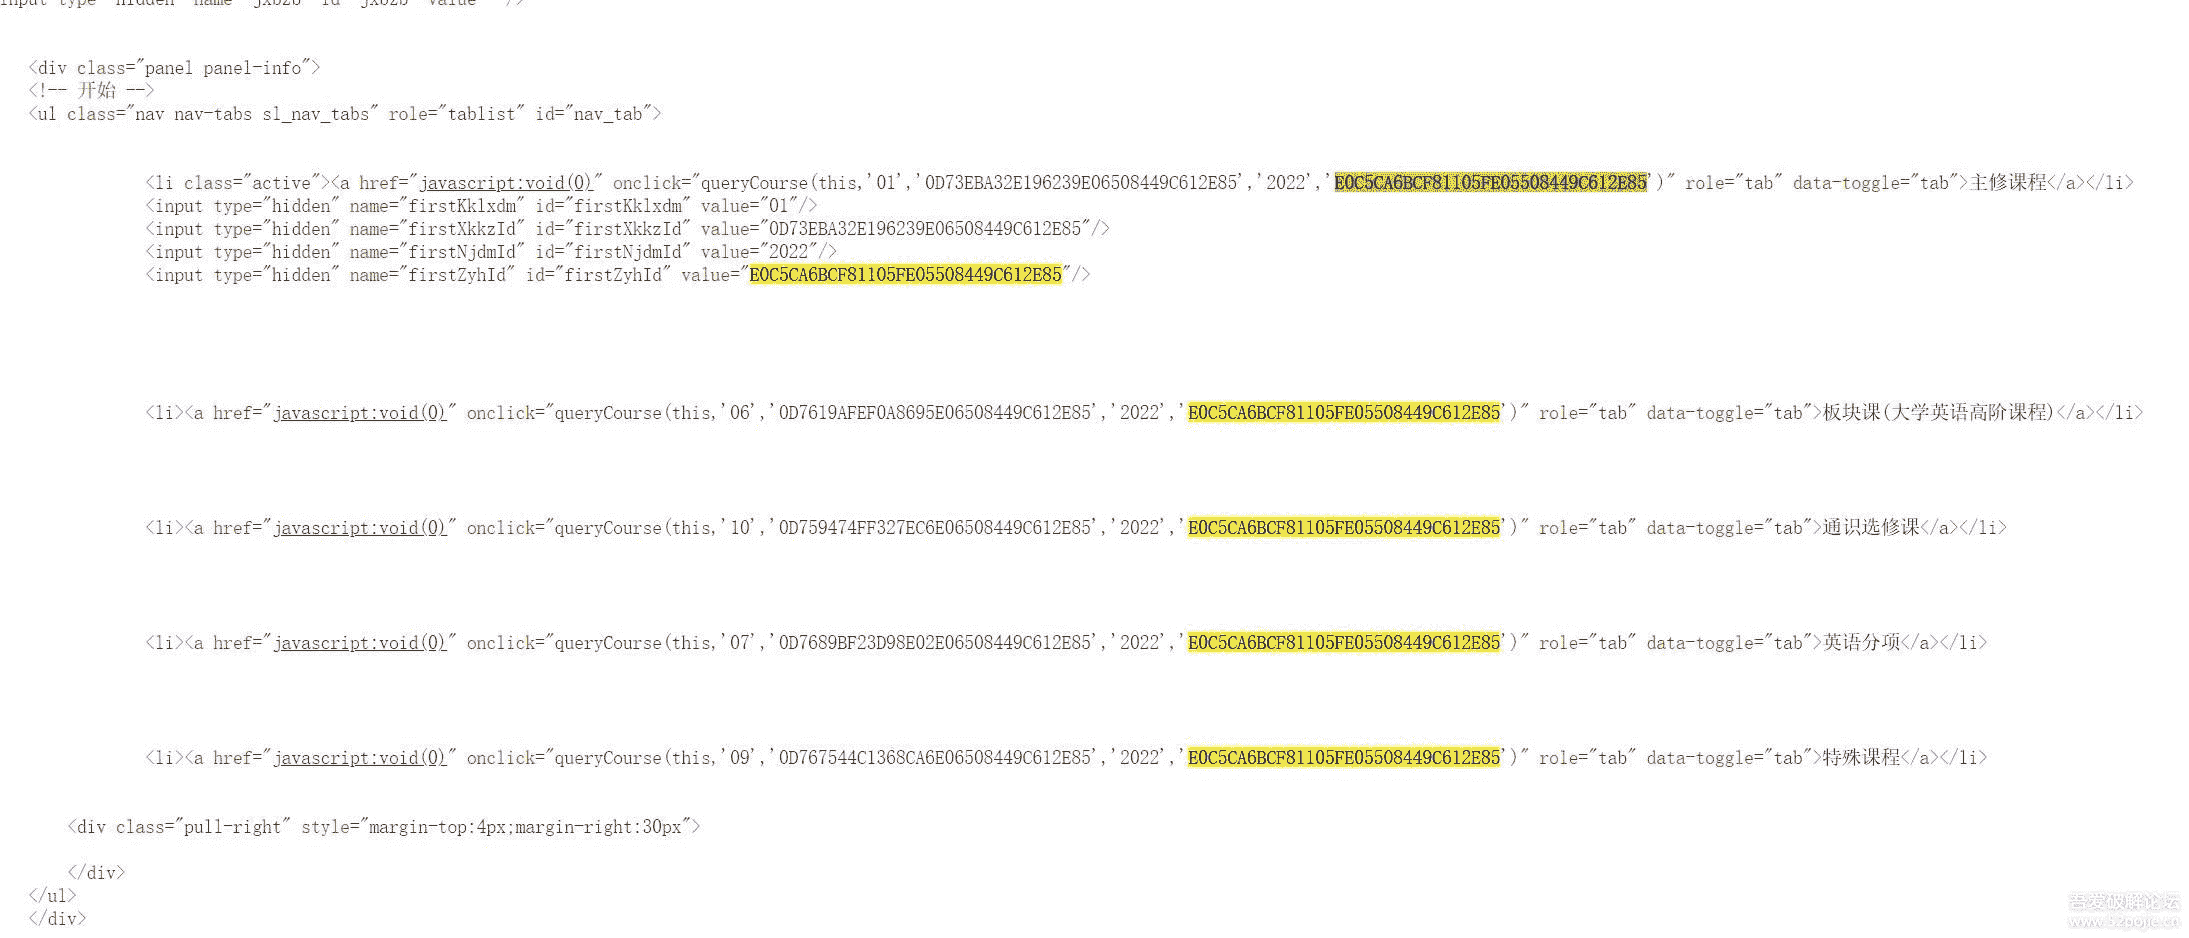 input type="hidden" name="jxbzb" id="jxbzb" value="" />
<div class="panel panel-info">
<!-- 开始 -->
<ul class="nav nav-tabs sl_nav_tabs" role="tablist" id="nav_tab">
<li class="active"><a href="javascript:void(0)" onclick="queryCourse(this,'01','0D73EBA32E196239E06508449C612E85','2022','E0C5CA6BCF81105FE05508449C612E85')" role="tab" data-toggle="tab">主修课程</a></li>
<input type="hidden" name="firstKklxdm" id="firstKklxdm" value="01"/>
<input type="hidden" name="firstXkkzId" id="firstXkkzId" value="0D73EBA32E196239E06508449C612E85"/>
<input type="hidden" name="firstNjdmId" id="firstNjdmId" value="2022"/>
<input type="hidden" name="firstZyhId" id="firstZyhId" value="E0C5CA6BCF81105FE05508449C612E85"/>
<li><a href="javascript:void(0)" onclick="queryCourse(this,'06','0D7619AFEF0A8695E06508449C612E85','2022','E0C5CA6BCF81105FE05508449C612E85')" role="tab" data-toggle="tab">板块课(大学英语高阶课程)</a></li>
<li><a href="javascript:void(0)" onclick="queryCourse(this,'10','0D759474FF327EC6E06508449C612E85','2022','E0C5CA6BCF81105FE05508449C612E85')" role="tab" data-toggle="tab">通识选修课</a></li>
<li><a href="javascript:void(0)" onclick="queryCourse(this,'07','0D7689BF23D98E02E06508449C612E85','2022','E0C5CA6BCF81105FE05508449C612E85')" role="tab" data-toggle="tab">英语分项</a></li>
<li><a href="javascript:void(0)" onclick="queryCourse(this,'09','0D767544C1368CA6E06508449C612E85','2022','E0C5CA6BCF81105FE05508449C612E85')" role="tab" data-toggle="tab">特殊课程</a></li>
<div class="pull-right" style="margin-top:4px;margin-right:30px">
</div>
</ul>
</div>
吾爱破解论坛
www.52pojie.cn